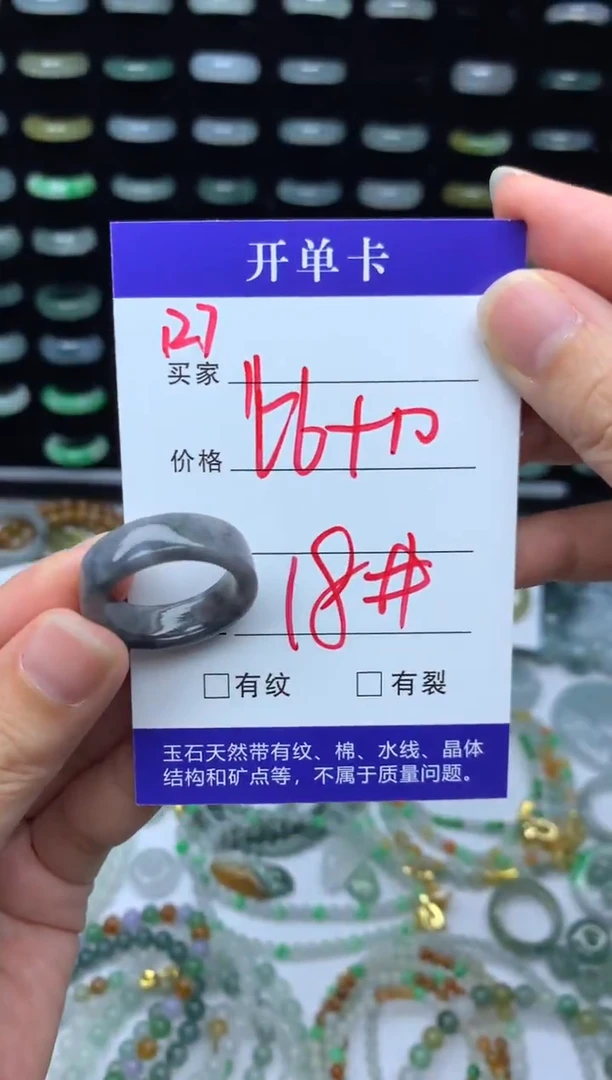 开单卡
127
买家
价格
18#
□有纹 □有裂
玉石天然带有纹、棉、水线、晶体
结构和矿点等，不属于质量问题。